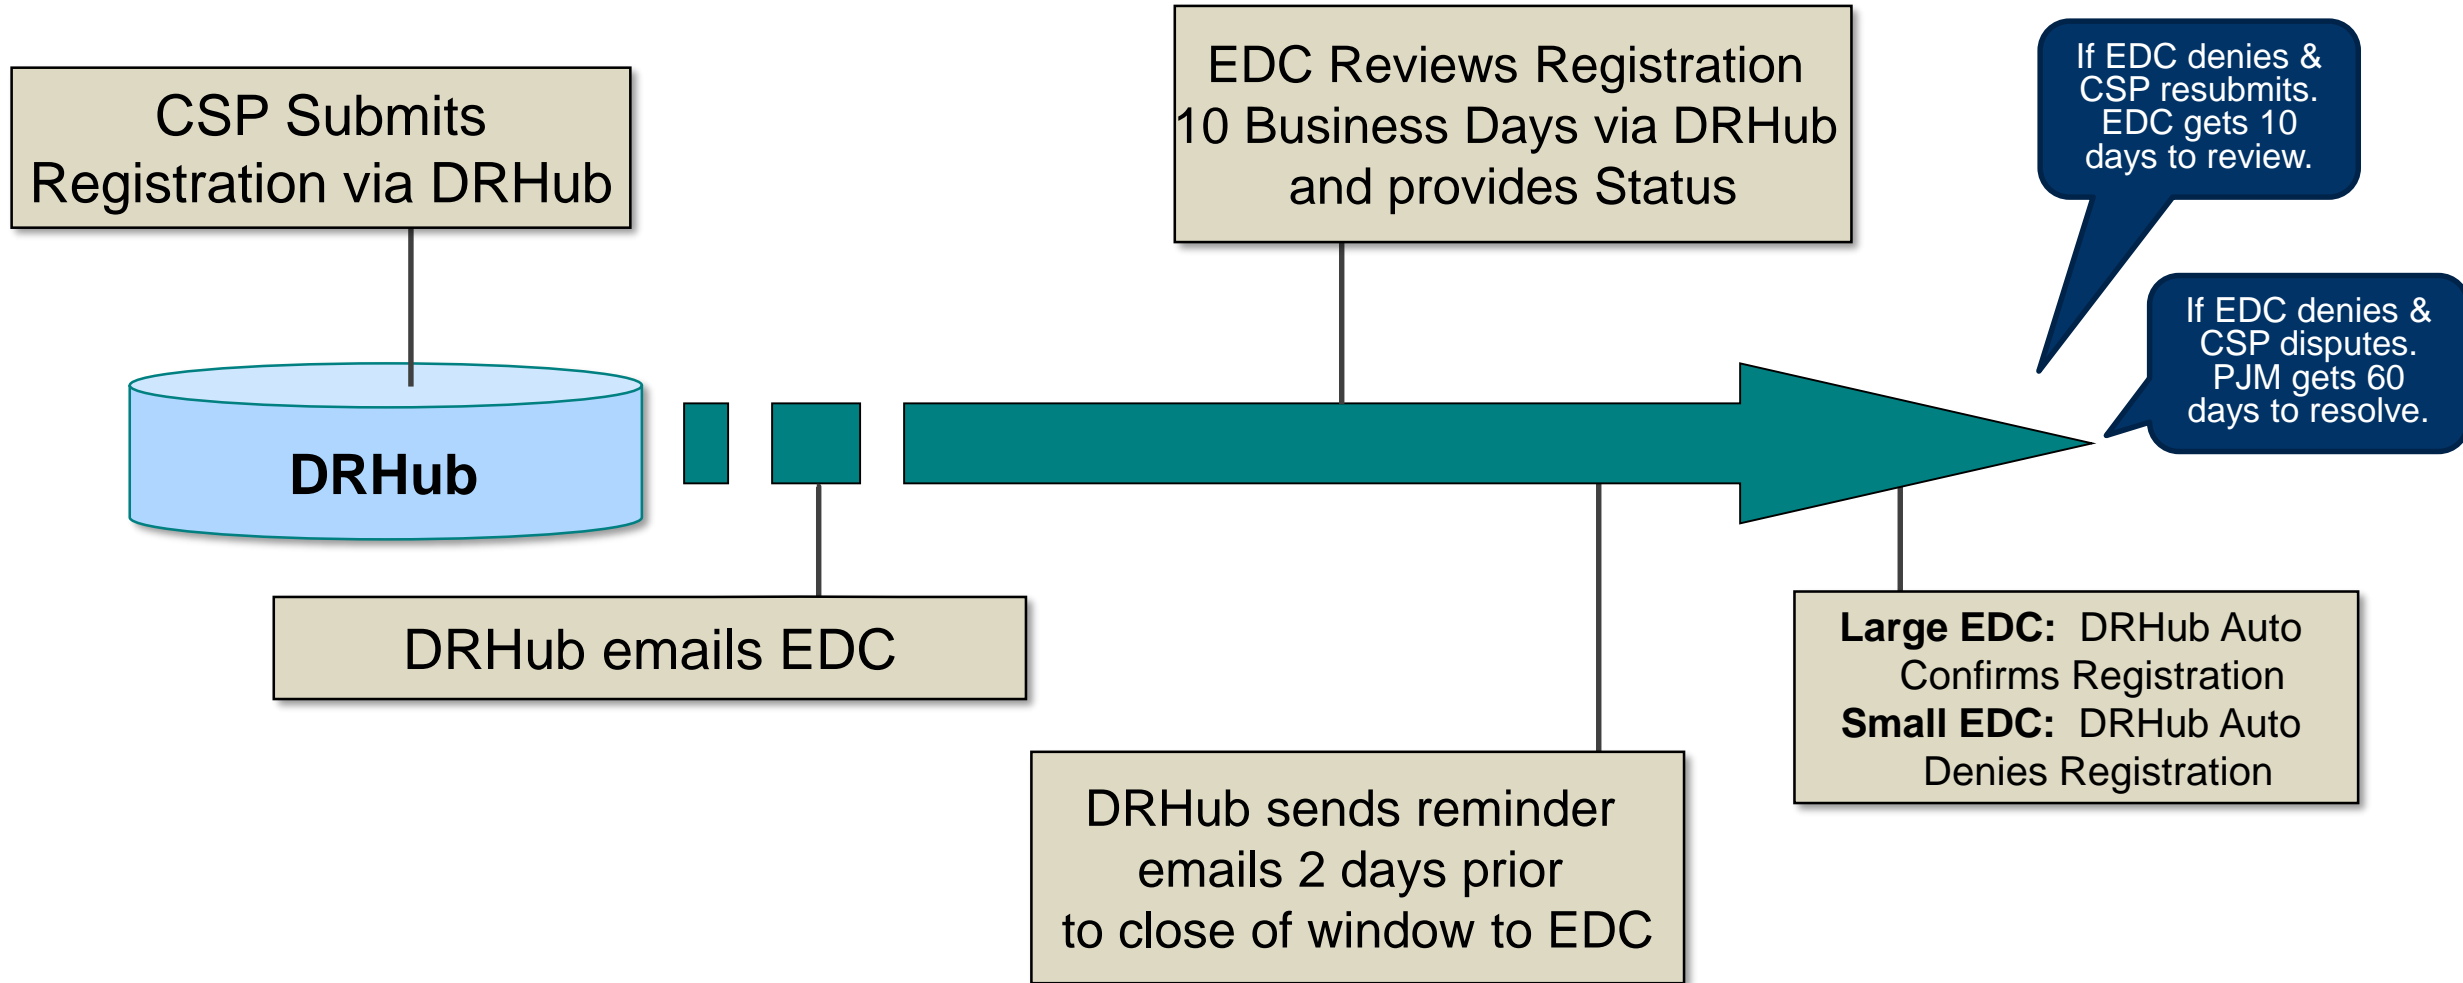 CSP Submits
Registration via DRHub
EDC Reviews Registration
10 Business Days via DRHub
and provides Status
If EDC denies &
CSP resubmits.
EDC gets 10
days to review.
If EDC denies &
CSP disputes.
PJM gets 60
days to resolve.
DRHub
DRHub emails EDC
DRHub sends reminder
emails 2 days prior
to close of window to EDC
Large EDC: DRHub Auto
Confirms Registration
Small EDC: DRHub Auto
Denies Registration